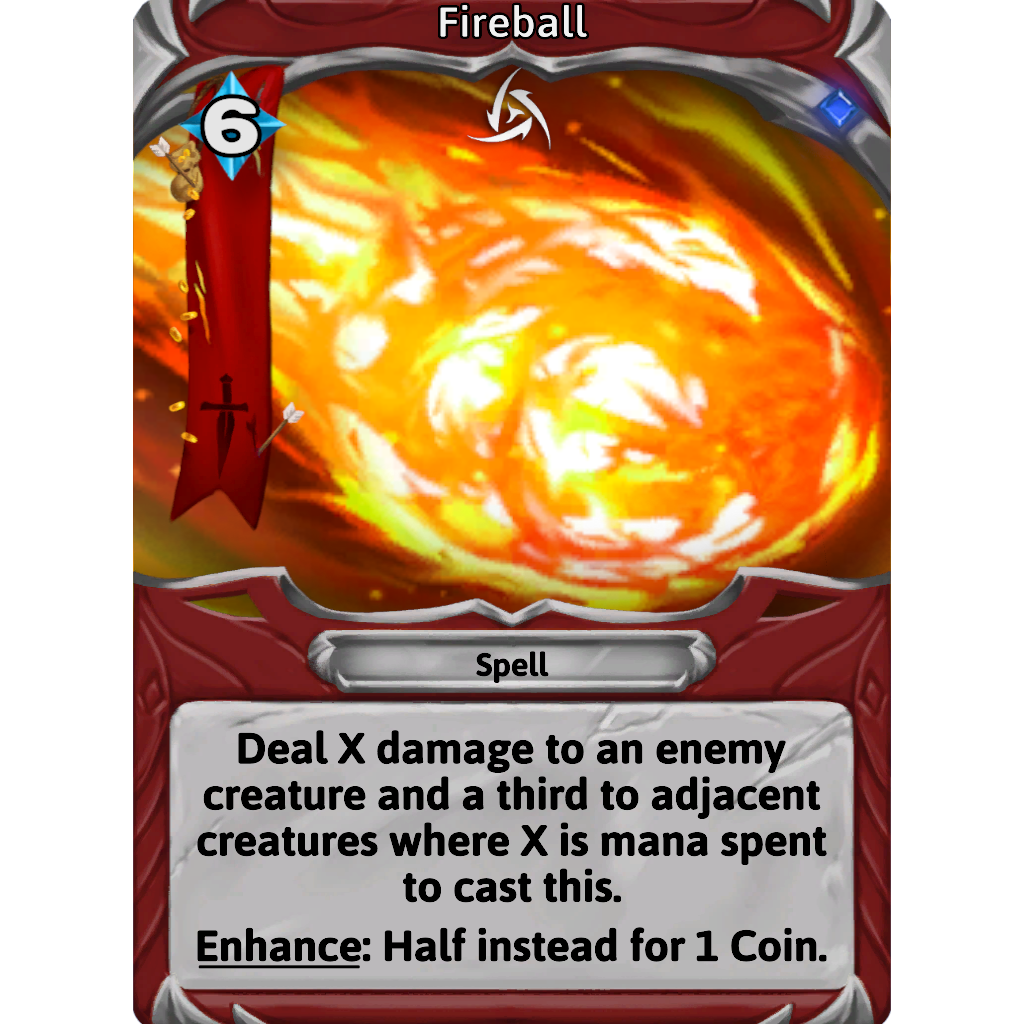 Fireball
6
Spell
Deal X damage to an enemy
creature and a third to adjacent
creatures where X is mana spent
to cast this.
Enhance: Half instead for 1 Coin.